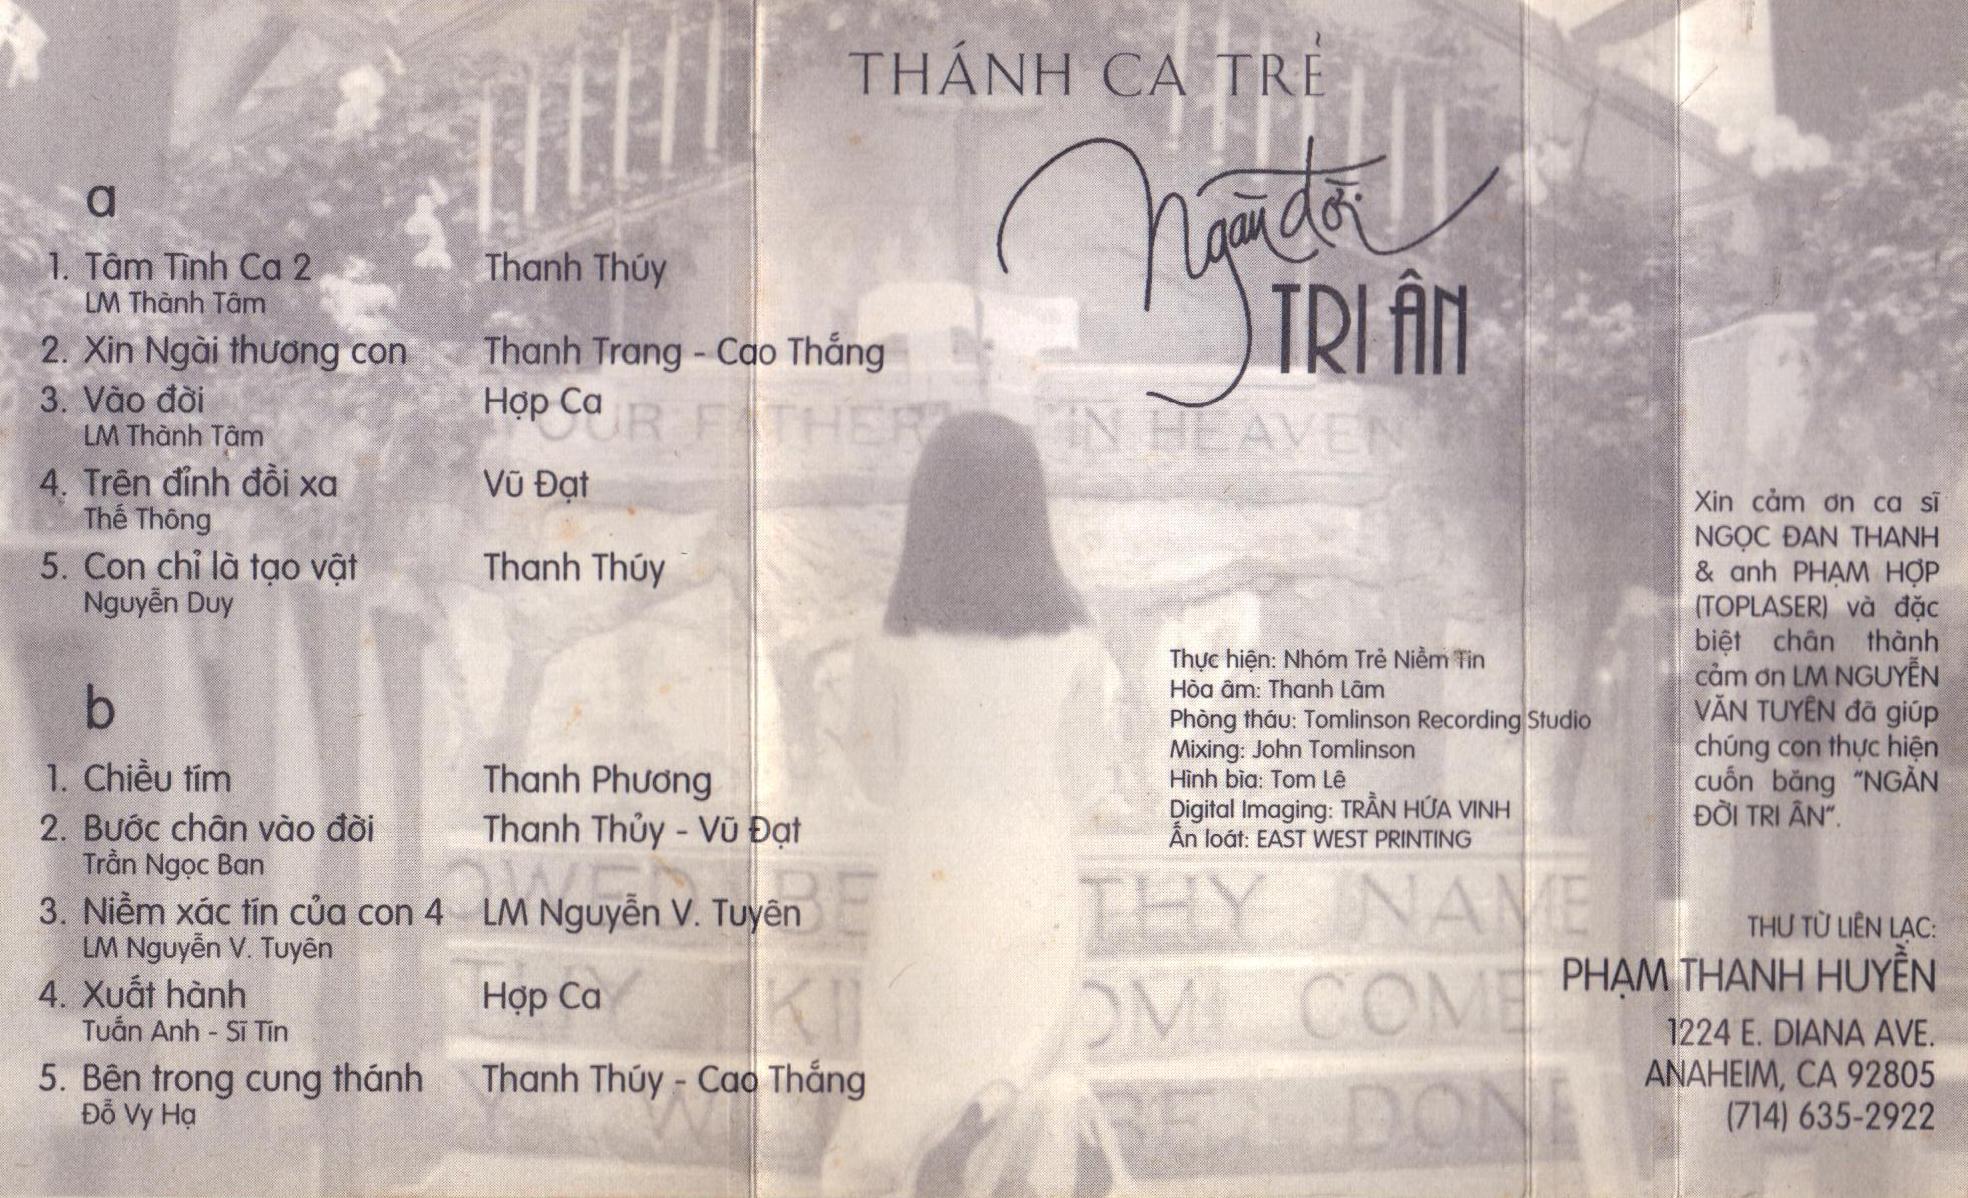 THÁNH CA TRẺ
Ngàn đời
TRI ÂN
a
1. Tâm Tình Ca 2 Thanh Thúy
LM Thành Tâm
2. Xin Ngài thương con Thanh Trang - Cao Thắng
3. Vào đời Hợp Ca
LM Thành Tâm
4. Trên đỉnh đồi xa Vũ Đạt
Thế Thông
5. Con chỉ là tạo vật Thanh Thúy
Nguyễn Duy
b
1. Chiều tím Thanh Phương
2. Bước chân vào đời Thanh Thủy - Vũ Đạt
Trần Ngọc Ban
3. Niềm xác tín của con 4 LM Nguyễn V. Tuyên
LM Nguyễn V. Tuyên
4. Xuất hành Hợp Ca
Tuấn Anh - Sĩ Tín
5. Bên trong cung thánh Thanh Thúy - Cao Thắng
Đỗ Vy Hạ
OUR FATHER IN HEAVEN
OWED BE THY NAME
THY COME
DONE
Thực hiện: Nhóm Trẻ Niềm Tin
Hòa âm: Thanh Lâm
Phòng tháu: Tomlinson Recording Studio
Mixing: John Tomlinson
Hình bìa: Tom Lê
Digital Imaging: TRẦN HỨA VINH
Ấn loát: EAST WEST PRINTING
Xin cảm ơn ca sĩ
NGỌC ĐAN THANH
& anh PHẠM HỢP
(TOPLASER) và đặc
biệt chân thành
cảm ơn LM NGUYỄN
VĂN TUYÊN đã giúp
chúng con thực hiện
cuốn băng "NGÀN
ĐỜI TRI ÂN".
THƯ TỪ LIÊN LẠC:
PHẠM THANH HUYỀN
1224 E. DIANA AVE.
ANAHEIM, CA 92805
(714) 635-2922